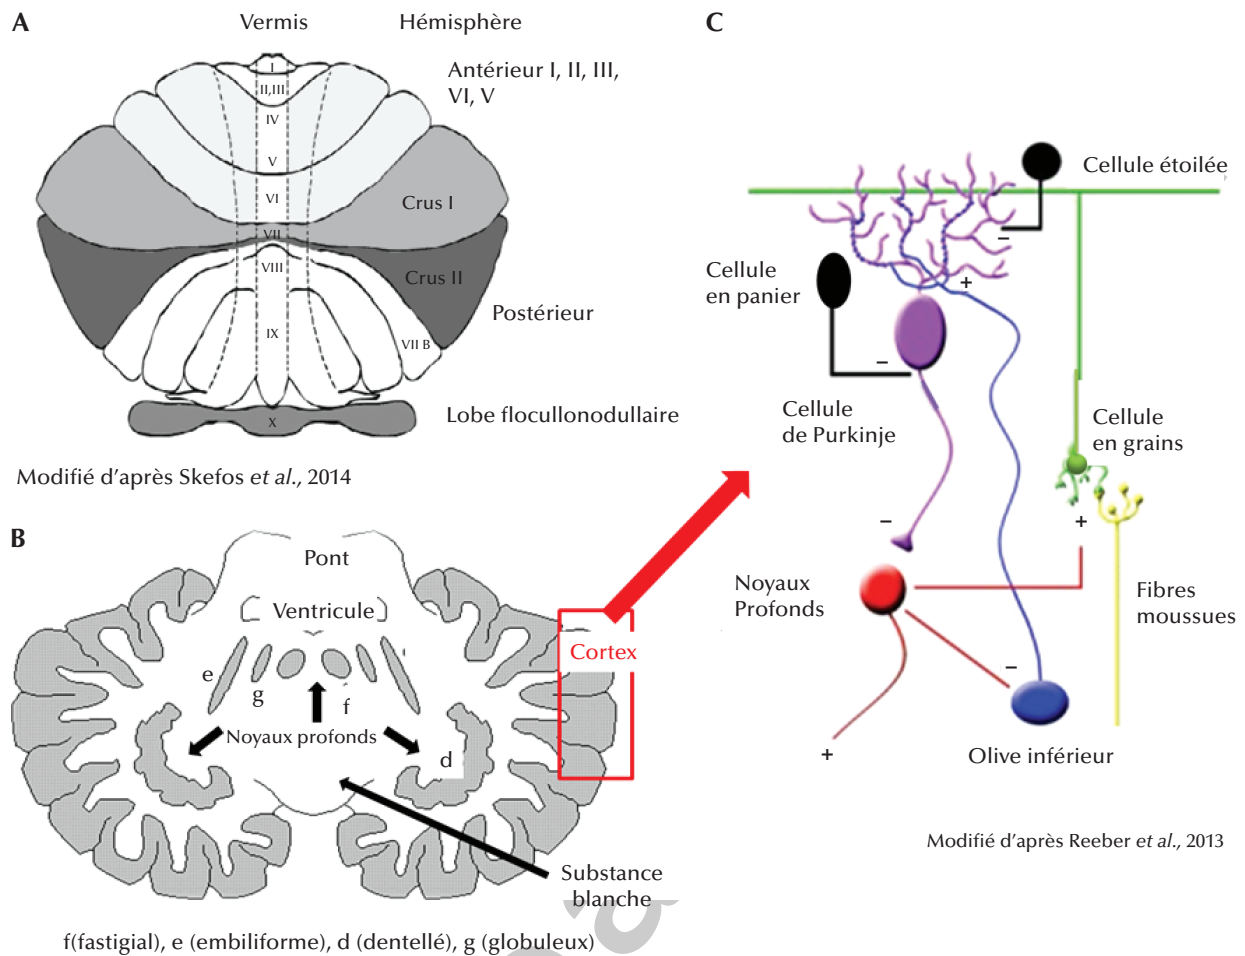 A
Vermis
Hémisphère
Antérieur I, II, III,
VI, V
I
II,III
IV
V
VI
Crus I
VII
VIII
Crus II
Postérieur
IX
VII B
Lobe flocullonodullaire
X
Modifié d'après Skefos et al., 2014
B
Pont
Ventricule
Cortex
e
g
f
Noyaux profonds
d
Substance
blanche
f(fastigial), e (embiliforme), d (dentellé), g (globuleux)
C
Cellule étoilée
–
Cellule
en panier
+
–
Cellule
de Purkinje
Cellule
en grains
–
+
Noyaux
Profonds
Fibres
moussues
–
+
Olive inférieur
Modifié d'après Reeber et al., 2013